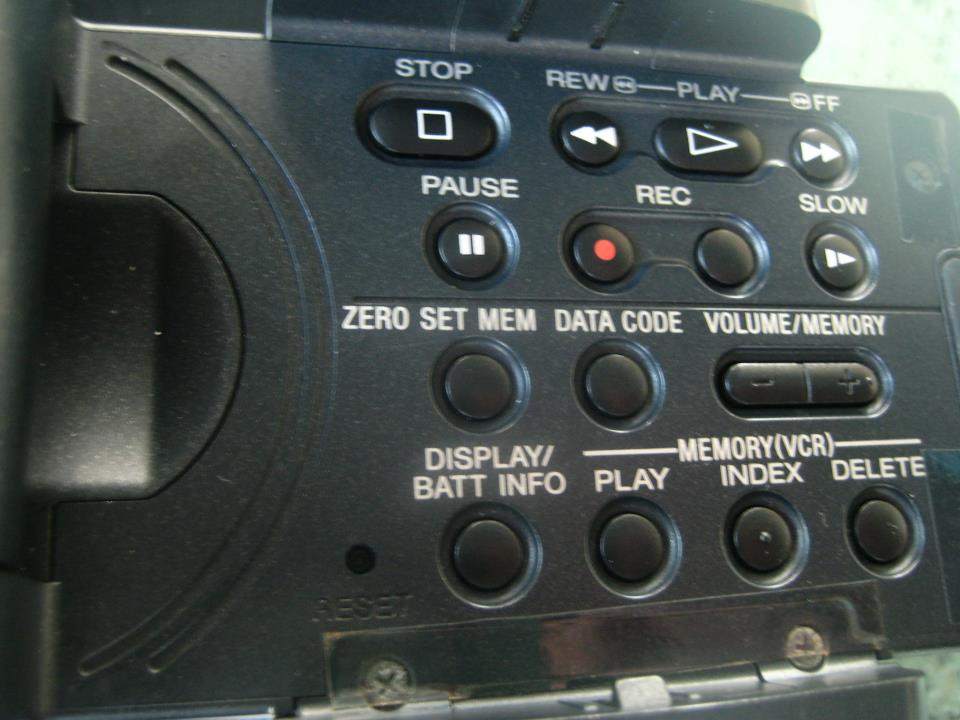 STOP
REW PLAY FF
PAUSE REC SLOW
ZERO SET MEM DATA CODE VOLUME/MEMORY
- +
MEMORY(VCR)
DISPLAY/
BATT INFO PLAY INDEX DELETE
RESET